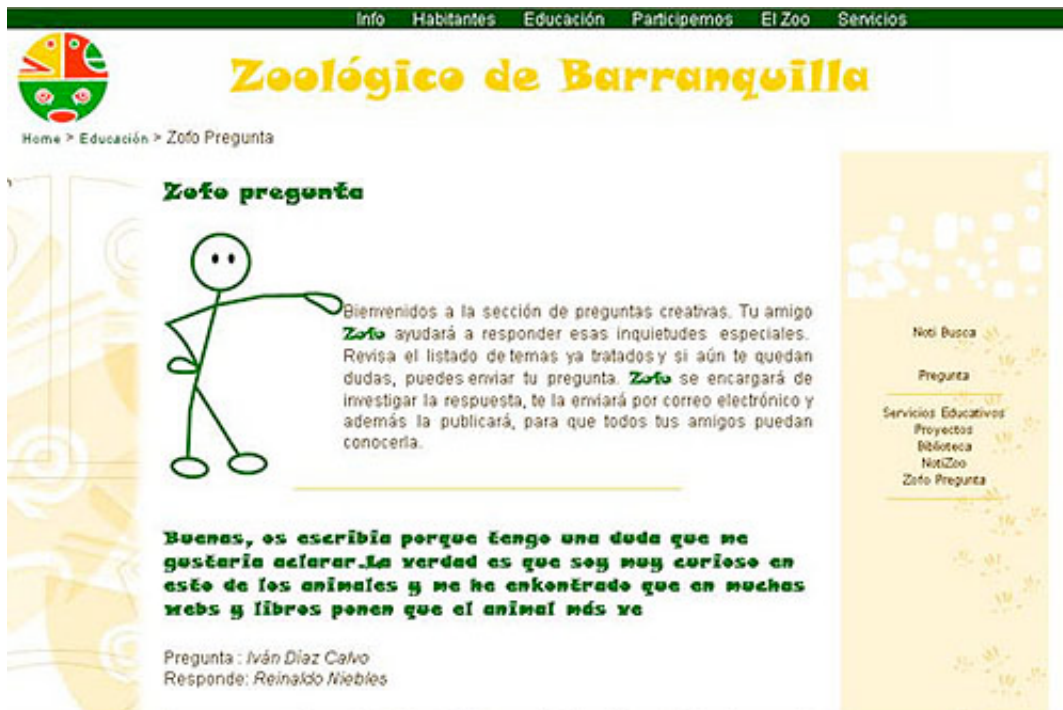 Info Habitantes Educación Participemos El Zoo Servicios
Zoológico de Barranquilla
Home > Educación > Zofo Pregunta
Zofo pregunta
Bienvenidos a la sección de preguntas creativas. Tu amigo
Zofo ayudará a responder esas inquietudes especiales.
Revisa el listado de temas ya tratados y si aún te quedan
dudas, puedes enviar tu pregunta. Zofo se encargará de
investigar la respuesta, te la enviará por correo electrónico y
además la publicará, para que todos tus amigos puedan
conocerla.
Buenas, os escribía porque tengo una duda que me
gustaría aclarar.La verdad es que soy muy curioso en
esto de los animales y me he enkontrado que en muchas
webs y libros ponen que el animal más ve
Pregunta : Iván Díaz Calvo
Responde: Reinaldo Niebles
Noti Busca
Pregunta
Servicios Educativos
Proyectos
Biblioteca
NotiZoo
Zofo Pregunta